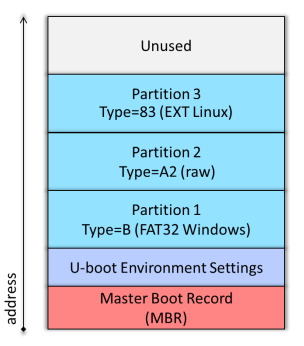 Unused
Partition 3
Type=83 (EXT Linux)
Partition 2
Type=A2 (raw)
Partition 1
Type=B (FAT32 Windows)
U-boot Environment Settings
Master Boot Record
(MBR)
address